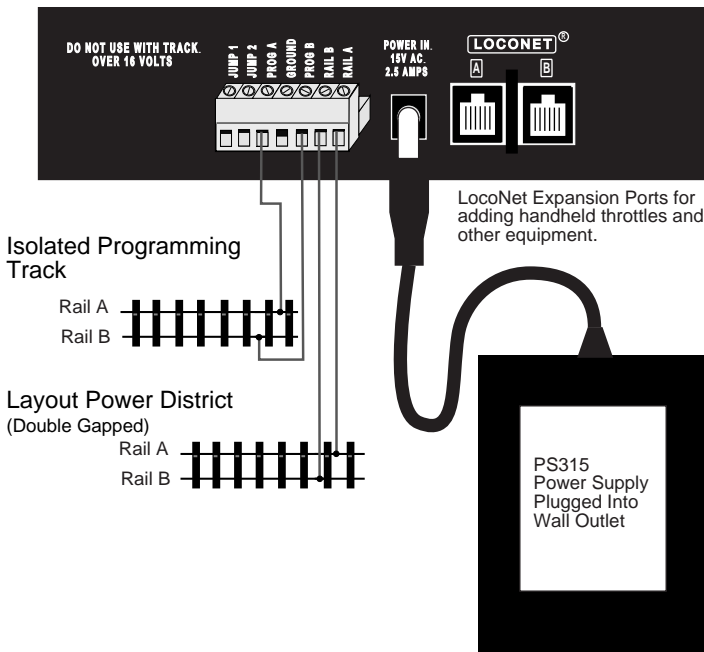 DO NOT USE WITH TRACK.
OVER 16 VOLTS
JUMP 1
JUMP 2
PROG A
GROUND
PROG B
RAIL B
RAIL A
POWER IN.
15V AC.
2.5 AMPS
LOCONET®
A
B
LocoNet Expansion Ports for
adding handheld throttles and
other equipment.
Isolated Programming
Track
Rail A
Rail B
Layout Power District
(Double Gapped)
Rail A
Rail B
PS315
Power Supply
Plugged Into
Wall Outlet